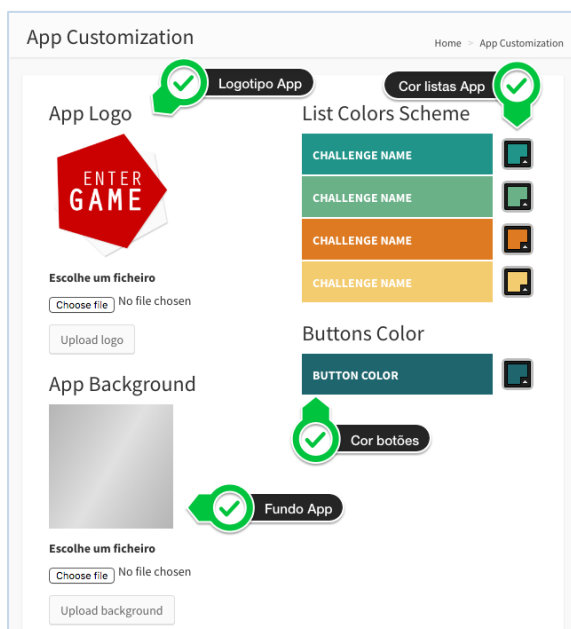 App Customization
Home > App Customization
Logotipo App
Cor listas App
App Logo
ENTER
GAME
Escolhe um ficheiro
Choose file No file chosen
Upload logo
App Background
Fundo App
Escolhe um ficheiro
Choose file No file chosen
Upload background
List Colors Scheme
CHALLENGE NAME
CHALLENGE NAME
CHALLENGE NAME
CHALLENGE NAME
Buttons Color
BUTTON COLOR
Cor botões